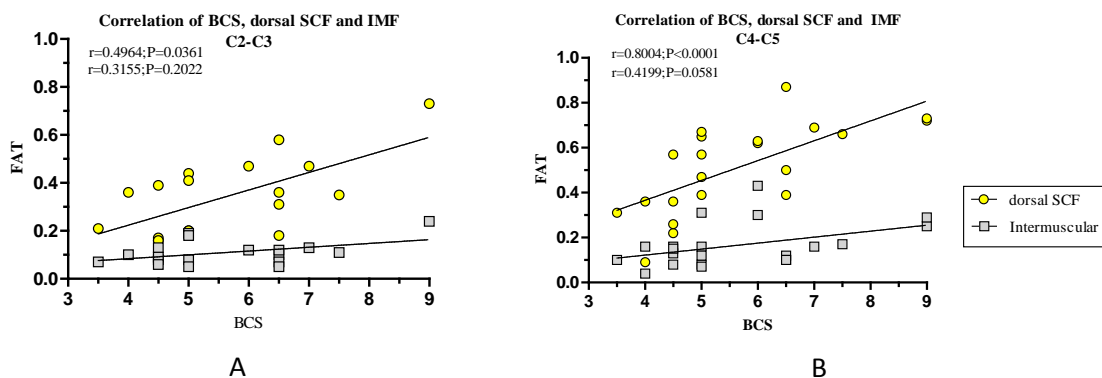 Correlation of BCS, dorsal SCF and IMF
C2-C3
r=0.4964;P=0.0361
r=0.3155;P=0.2022
1.0
0.8
0.6
0.4
0.2
0.0
FAT
3 4 5 6 7 8 9
BCS
A
Correlation of BCS, dorsal SCF and IMF
C4-C5
r=0.8004;P<0.0001
r=0.4199;P=0.0581
1.0
0.8
0.6
0.4
0.2
0.0
FAT
3 4 5 6 7 8 9
BCS
B
dorsal SCF
Intermuscular